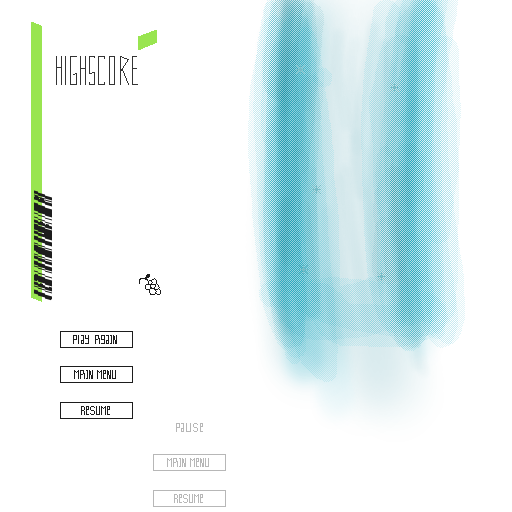 HIGHSCORE
PlAY AGAIN
MAIN MENU
RESUME
PAUSE
MAIN MENU
RESUME